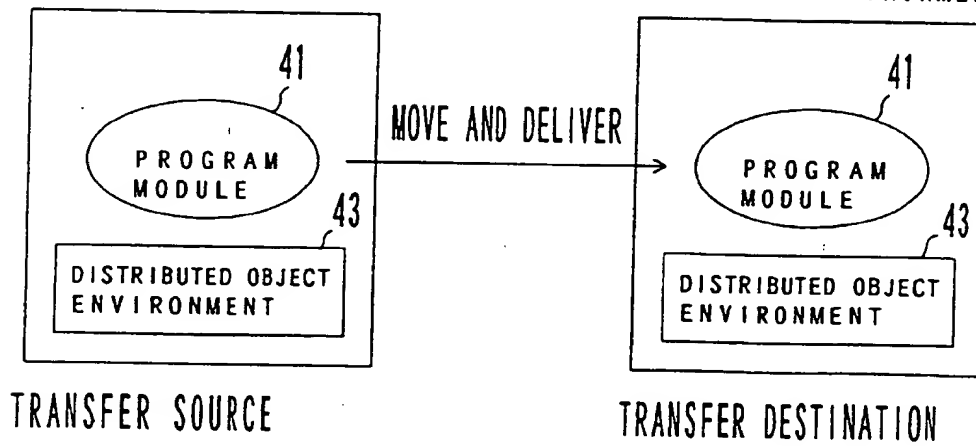 41
PROGRAM
MODULE
43
DISTRIBUTED OBJECT
ENVIRONMENT
MOVE AND DELIVER
41
PROGRAM
MODULE
43
DISTRIBUTED OBJECT
ENVIRONMENT
TRANSFER SOURCE
TRANSFER DESTINATION